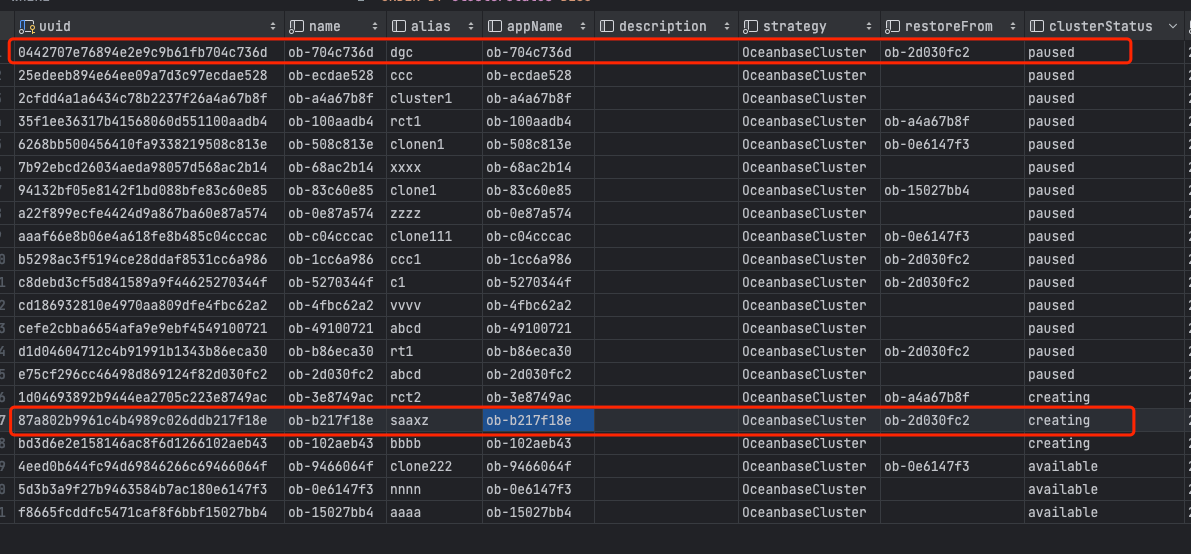 uuid name alias appName description strategy restoreFrom clusterStatus
0442707e76894e2e9c9b61fb704c736d ob-704c736d dgc ob-704c736d OceanbaseCluster ob-2d030fc2 paused
25edeeb894e64ee09a7d3c97ecdae528 ob-ecdae528 ccc ob-ecdae528 OceanbaseCluster paused
2cfdd4a1a6434c78b2237f26a4a67b8f ob-a4a67b8f cluster1 ob-a4a67b8f OceanbaseCluster paused
35f1ee36317b41568060d551100aadb4 ob-100aadb4 rct1 ob-100aadb4 OceanbaseCluster ob-a4a67b8f paused
6268bb500456410fa9338219508c813e ob-508c813e clonen1 ob-508c813e OceanbaseCluster ob-0e6147f3 paused
7b92ebcd26034aeda98057d568ac2b14 ob-68ac2b14 xxxx ob-68ac2b14 OceanbaseCluster paused
94132bf05e8142f1bd088bfe83c60e85 ob-83c60e85 clone1 ob-83c60e85 OceanbaseCluster ob-15027bb4 paused
a22f899ecfe4424d9a867ba60e87a574 ob-0e87a574 zzzz ob-0e87a574 OceanbaseCluster paused
aaaf66e8b06e4a618fe8b485c04cccac ob-c04cccac clone111 ob-c04cccac OceanbaseCluster ob-0e6147f3 paused
b5298ac3f5194ce28ddaf8531cc6a986 ob-1cc6a986 ccc1 ob-1cc6a986 OceanbaseCluster ob-2d030fc2 paused
c8debd3cf5d841589a9f44625270344f ob-5270344f c1 ob-5270344f OceanbaseCluster ob-2d030fc2 paused
cd186932810e4970aa809dfe4fbc62a2 ob-4fbc62a2 vvvv ob-4fbc62a2 OceanbaseCluster paused
cefe2cbba6654afa9e9ebf4549100721 ob-49100721 abcd ob-49100721 OceanbaseCluster paused
d1d04604712c4b91991b1343b86eca30 ob-b86eca30 rt1 ob-b86eca30 OceanbaseCluster ob-2d030fc2 paused
e75cf296cc46498d869124f82d030fc2 ob-2d030fc2 abcd ob-2d030fc2 OceanbaseCluster paused
1d04693892b9444ea2705c223e8749ac ob-3e8749ac rct2 ob-3e8749ac OceanbaseCluster ob-a4a67b8f creating
87a802b9961c4b4989c026ddb217f18e ob-b217f18e saaxz ob-b217f18e OceanbaseCluster ob-2d030fc2 creating
bd3d6e2e158146ac8f6d1266102aeb43 ob-102aeb43 bbbb ob-102aeb43 OceanbaseCluster creating
4eed0b644fc94d69846266c69466064f ob-9466064f clone222 ob-9466064f OceanbaseCluster ob-0e6147f3 available
5d3b3a9f27b9463584b7ac180e6147f3 ob-0e6147f3 nnnn ob-0e6147f3 OceanbaseCluster available
f8665fcddfc5471caf8f6bbf15027bb4 ob-15027bb4 aaaa ob-15027bb4 OceanbaseCluster available